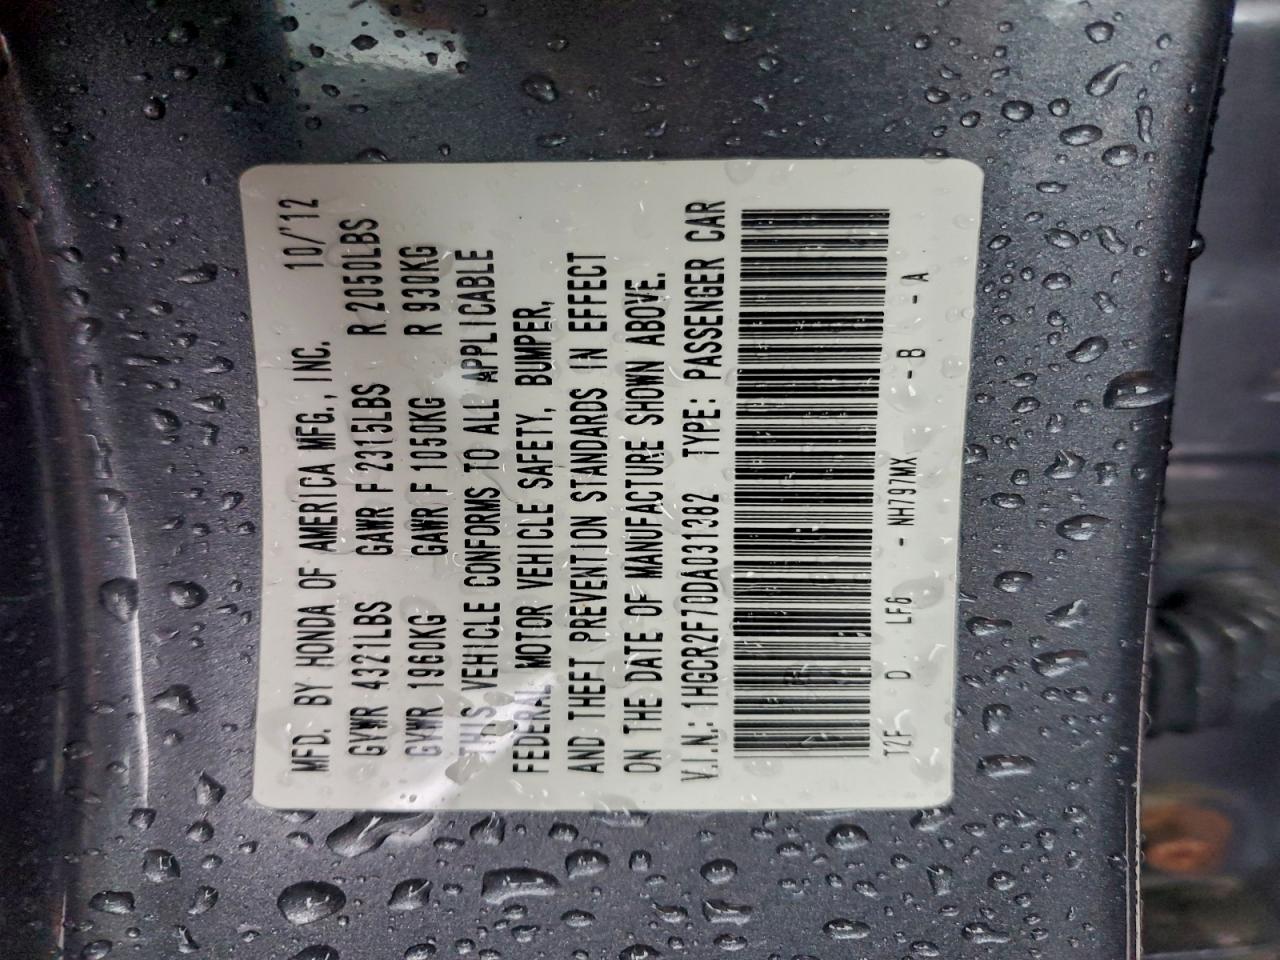 MFD. BY HONDA OF AMERICA MFG., INC. 10/'12
GVWR 4321LBS GAWR F 2315LBS R 2050LBS
GVWR 1960KG GAWR F 1050KG R 930KG
THIS VEHICLE CONFORMS TO ALL APPLICABLE
FEDERAL MOTOR VEHICLE SAFETY, BUMPER,
AND THEFT PREVENTION STANDARDS IN EFFECT
ON THE DATE OF MANUFACTURE SHOWN ABOVE.
V.I.N.: 1HGCR2F70DA031382 TYPE: PASSENGER CAR
T2F D LF6 - NH797MX - B - A